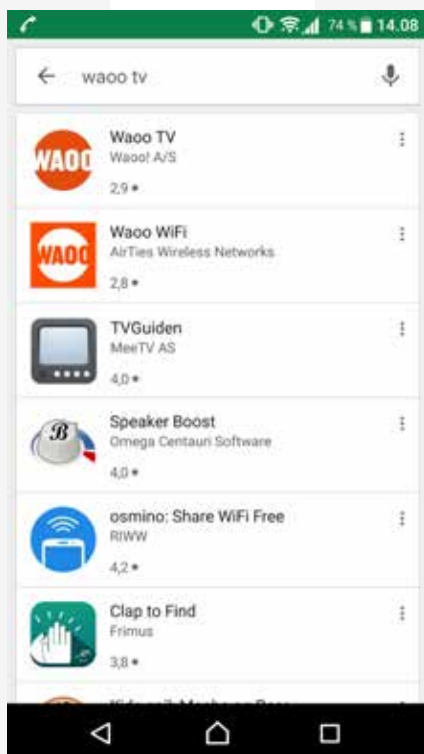 74 % 14.08
waoo tv
WAOO
Waoo TV
Waoo! A/S
2,9
WAOO
Waoo WiFi
AirTies Wireless Networks
2,8
TVGuiden
MeeTV AS
4,0
B
Speaker Boost
Omega Centauri Software
4,0
osmino: Share WiFi Free
RIWW
4,2
Clap to Find
Frimus
3,8